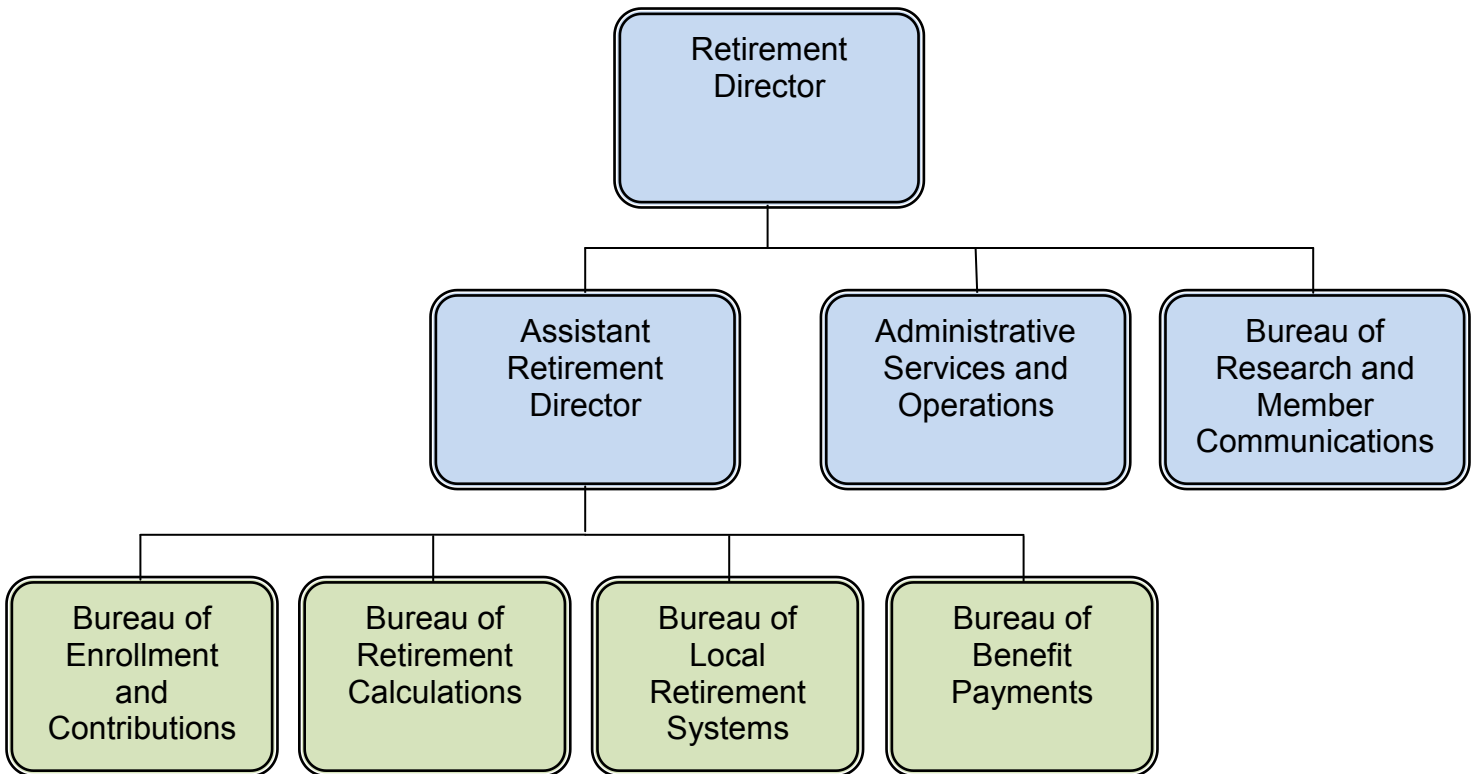 Retirement
Director
Assistant
Retirement
Director
Administrative
Services and
Operations
Bureau of
Research and
Member
Communications
Bureau of
Enrollment
and
Contributions
Bureau of
Retirement
Calculations
Bureau of
Local
Retirement
Systems
Bureau of
Benefit
Payments